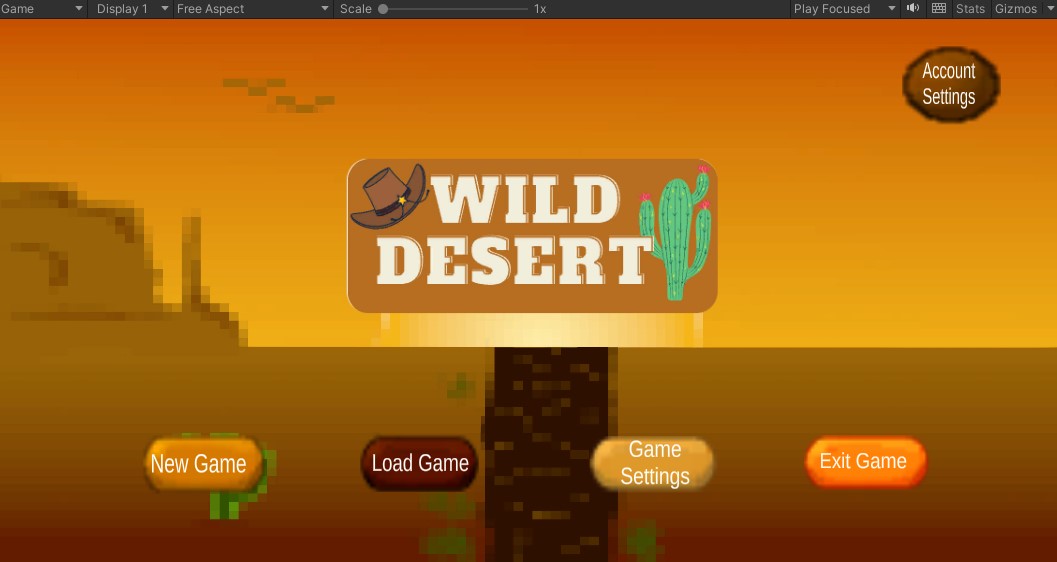 Game Display 1 Free Aspect Scale 1x Play Focused Stats Gizmos
Account
Settings
WILD
DESERT
New Game
Load Game
Game
Settings
Exit Game